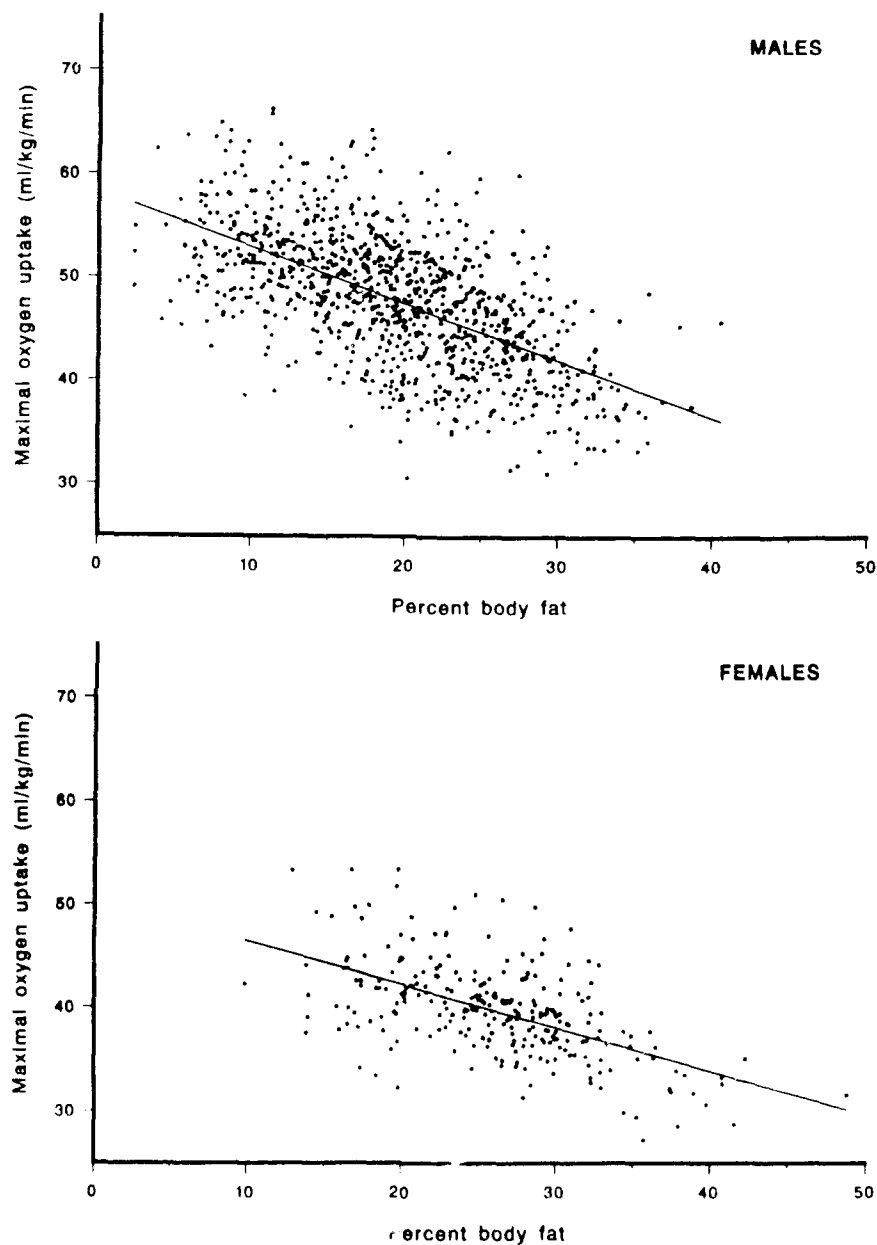 MALES
Maximal oxygen uptake (ml/kg/min)
70
60
50
40
30
0 10 20 30 40 50
Percent body fat
FEMALES
Maximal oxygen uptake (ml/kg/min)
70
60
50
40
30
0 10 20 30 40 50
ercent body fat